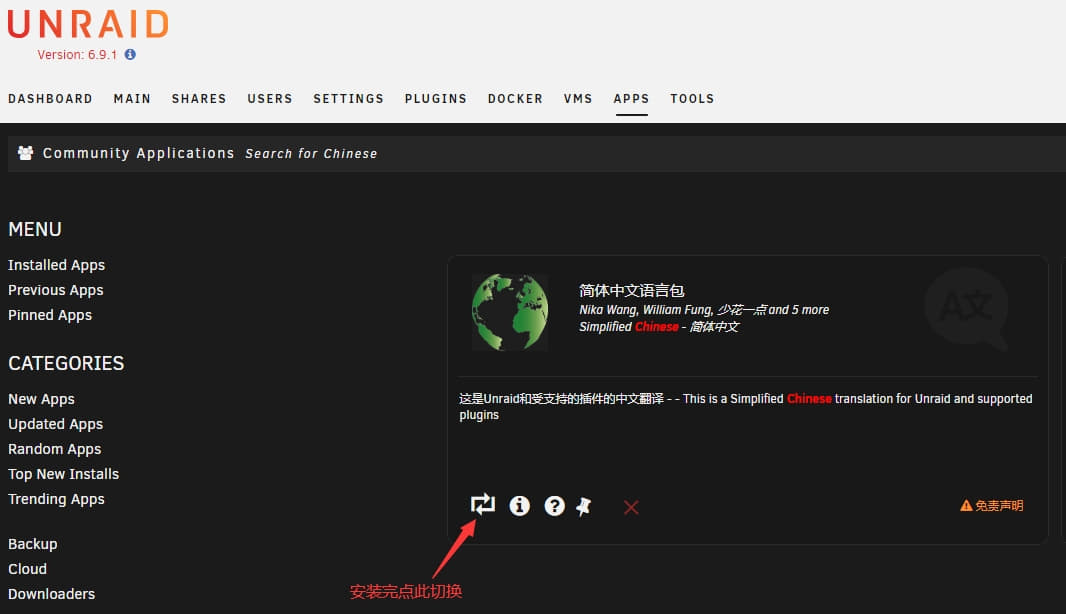 UNRAID
Version: 6.9.1
DASHBOARD MAIN SHARES USERS SETTINGS PLUGINS DOCKER VMS APPS TOOLS
Community Applications Search for Chinese
MENU
Installed Apps
Previous Apps
Pinned Apps
CATEGORIES
New Apps
Updated Apps
Random Apps
Top New Installs
Trending Apps
Backup
Cloud
Downloaders
简体中文语言包
Nika Wang, William Fung, 少花一点 and 5 more
Simplified Chinese - 简体中文
A文
这是Unraid和受支持的插件的中文翻译 - - This is a Simplified Chinese translation for Unraid and supported
plugins
免责声明
安装完点此切换